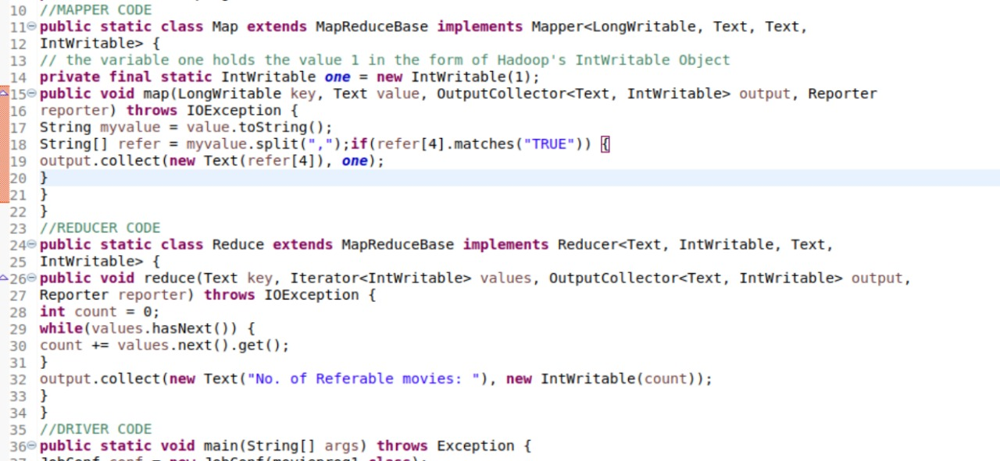 10 //MAPPER CODE
11 public static class Map extends MapReduceBase implements Mapper<LongWritable, Text, Text,
12 IntWritable> {
13 // the variable one holds the value 1 in the form of Hadoop's IntWritable Object
14 private final static IntWritable one = new IntWritable(1);
15 public void map(LongWritable key, Text value, OutputCollector<Text, IntWritable> output, Reporter
16 reporter) throws IOException {
17 String myvalue = value.toString();
18 String[] refer = myvalue.split(",");if(refer[4].matches("TRUE")) {
19 output.collect(new Text(refer[4]), one);
20 }
21 }
22 }
23 //REDUCER CODE
24 public static class Reduce extends MapReduceBase implements Reducer<Text, IntWritable, Text,
25 IntWritable> {
26 public void reduce(Text key, Iterator<IntWritable> values, OutputCollector<Text, IntWritable> output,
27 Reporter reporter) throws IOException {
28 int count = 0;
29 while(values.hasNext()) {
30 count += values.next().get();
31 }
32 output.collect(new Text("No. of Referable movies: "), new IntWritable(count));
33 }
34 }
35 //DRIVER CODE
36 public static void main(String[] args) throws Exception {
37 JobConf conf = new JobConf(movieprog1.class);